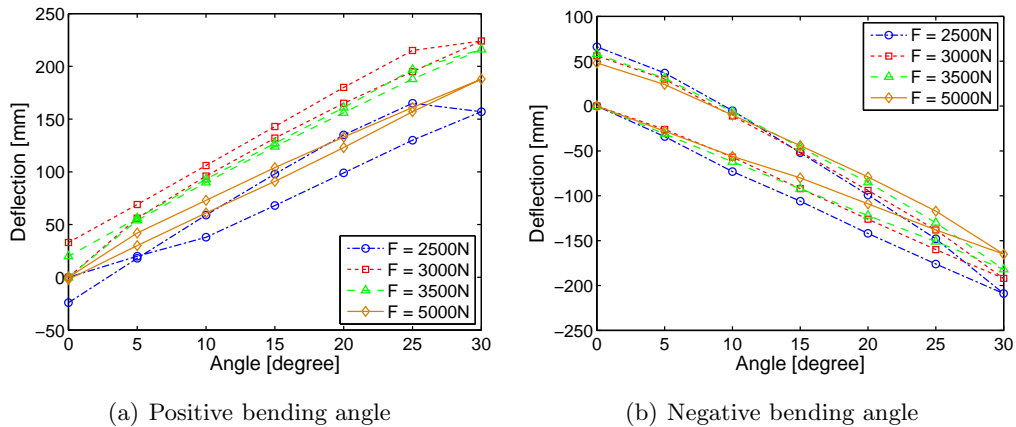 250
200
150
100
50
0
−50
Deflection [mm]
0 5 10 15 20 25 30
Angle [degree]
F = 2500N
F = 3000N
F = 3500N
F = 5000N
(a) Positive bending angle
100
50
0
−50
−100
−150
−200
−250
Deflection [mm]
0 5 10 15 20 25 30
Angle [degree]
F = 2500N
F = 3000N
F = 3500N
F = 5000N
(b) Negative bending angle